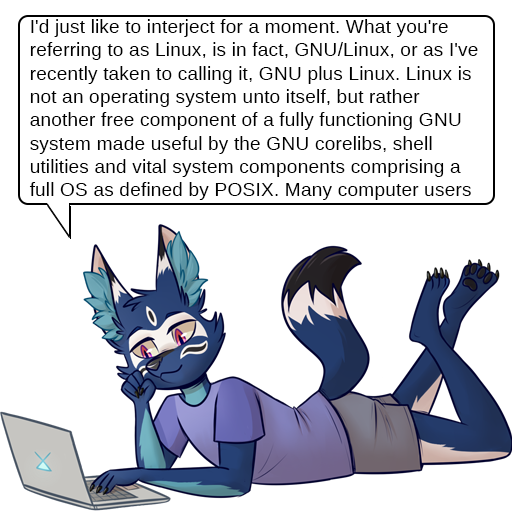 I'd just like to interject for a moment. What you're
referring to as Linux, is in fact, GNU/Linux, or as I've
recently taken to calling it, GNU plus Linux. Linux is
not an operating system unto itself, but rather
another free component of a fully functioning GNU
system made useful by the GNU corelibs, shell
utilities and vital system components comprising a
full OS as defined by POSIX. Many computer users